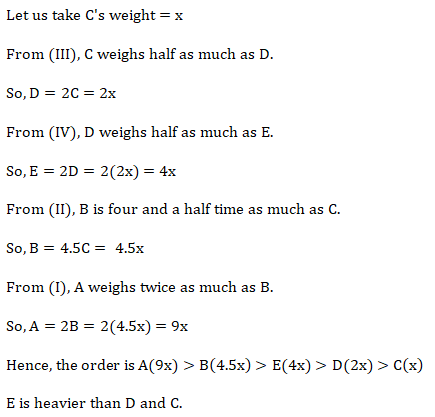 Let us take C's weight = x
From (III), C weighs half as much as D.
So, D = 2C = 2x
From (IV), D weighs half as much as E.
So, E = 2D = 2(2x) = 4x
From (II), B is four and a half time as much as C.
So, B = 4.5C = 4.5x
From (I), A weighs twice as much as B.
So, A = 2B = 2(4.5x) = 9x
Hence, the order is A(9x) > B(4.5x) > E(4x) > D(2x) > C(x)
E is heavier than D and C.